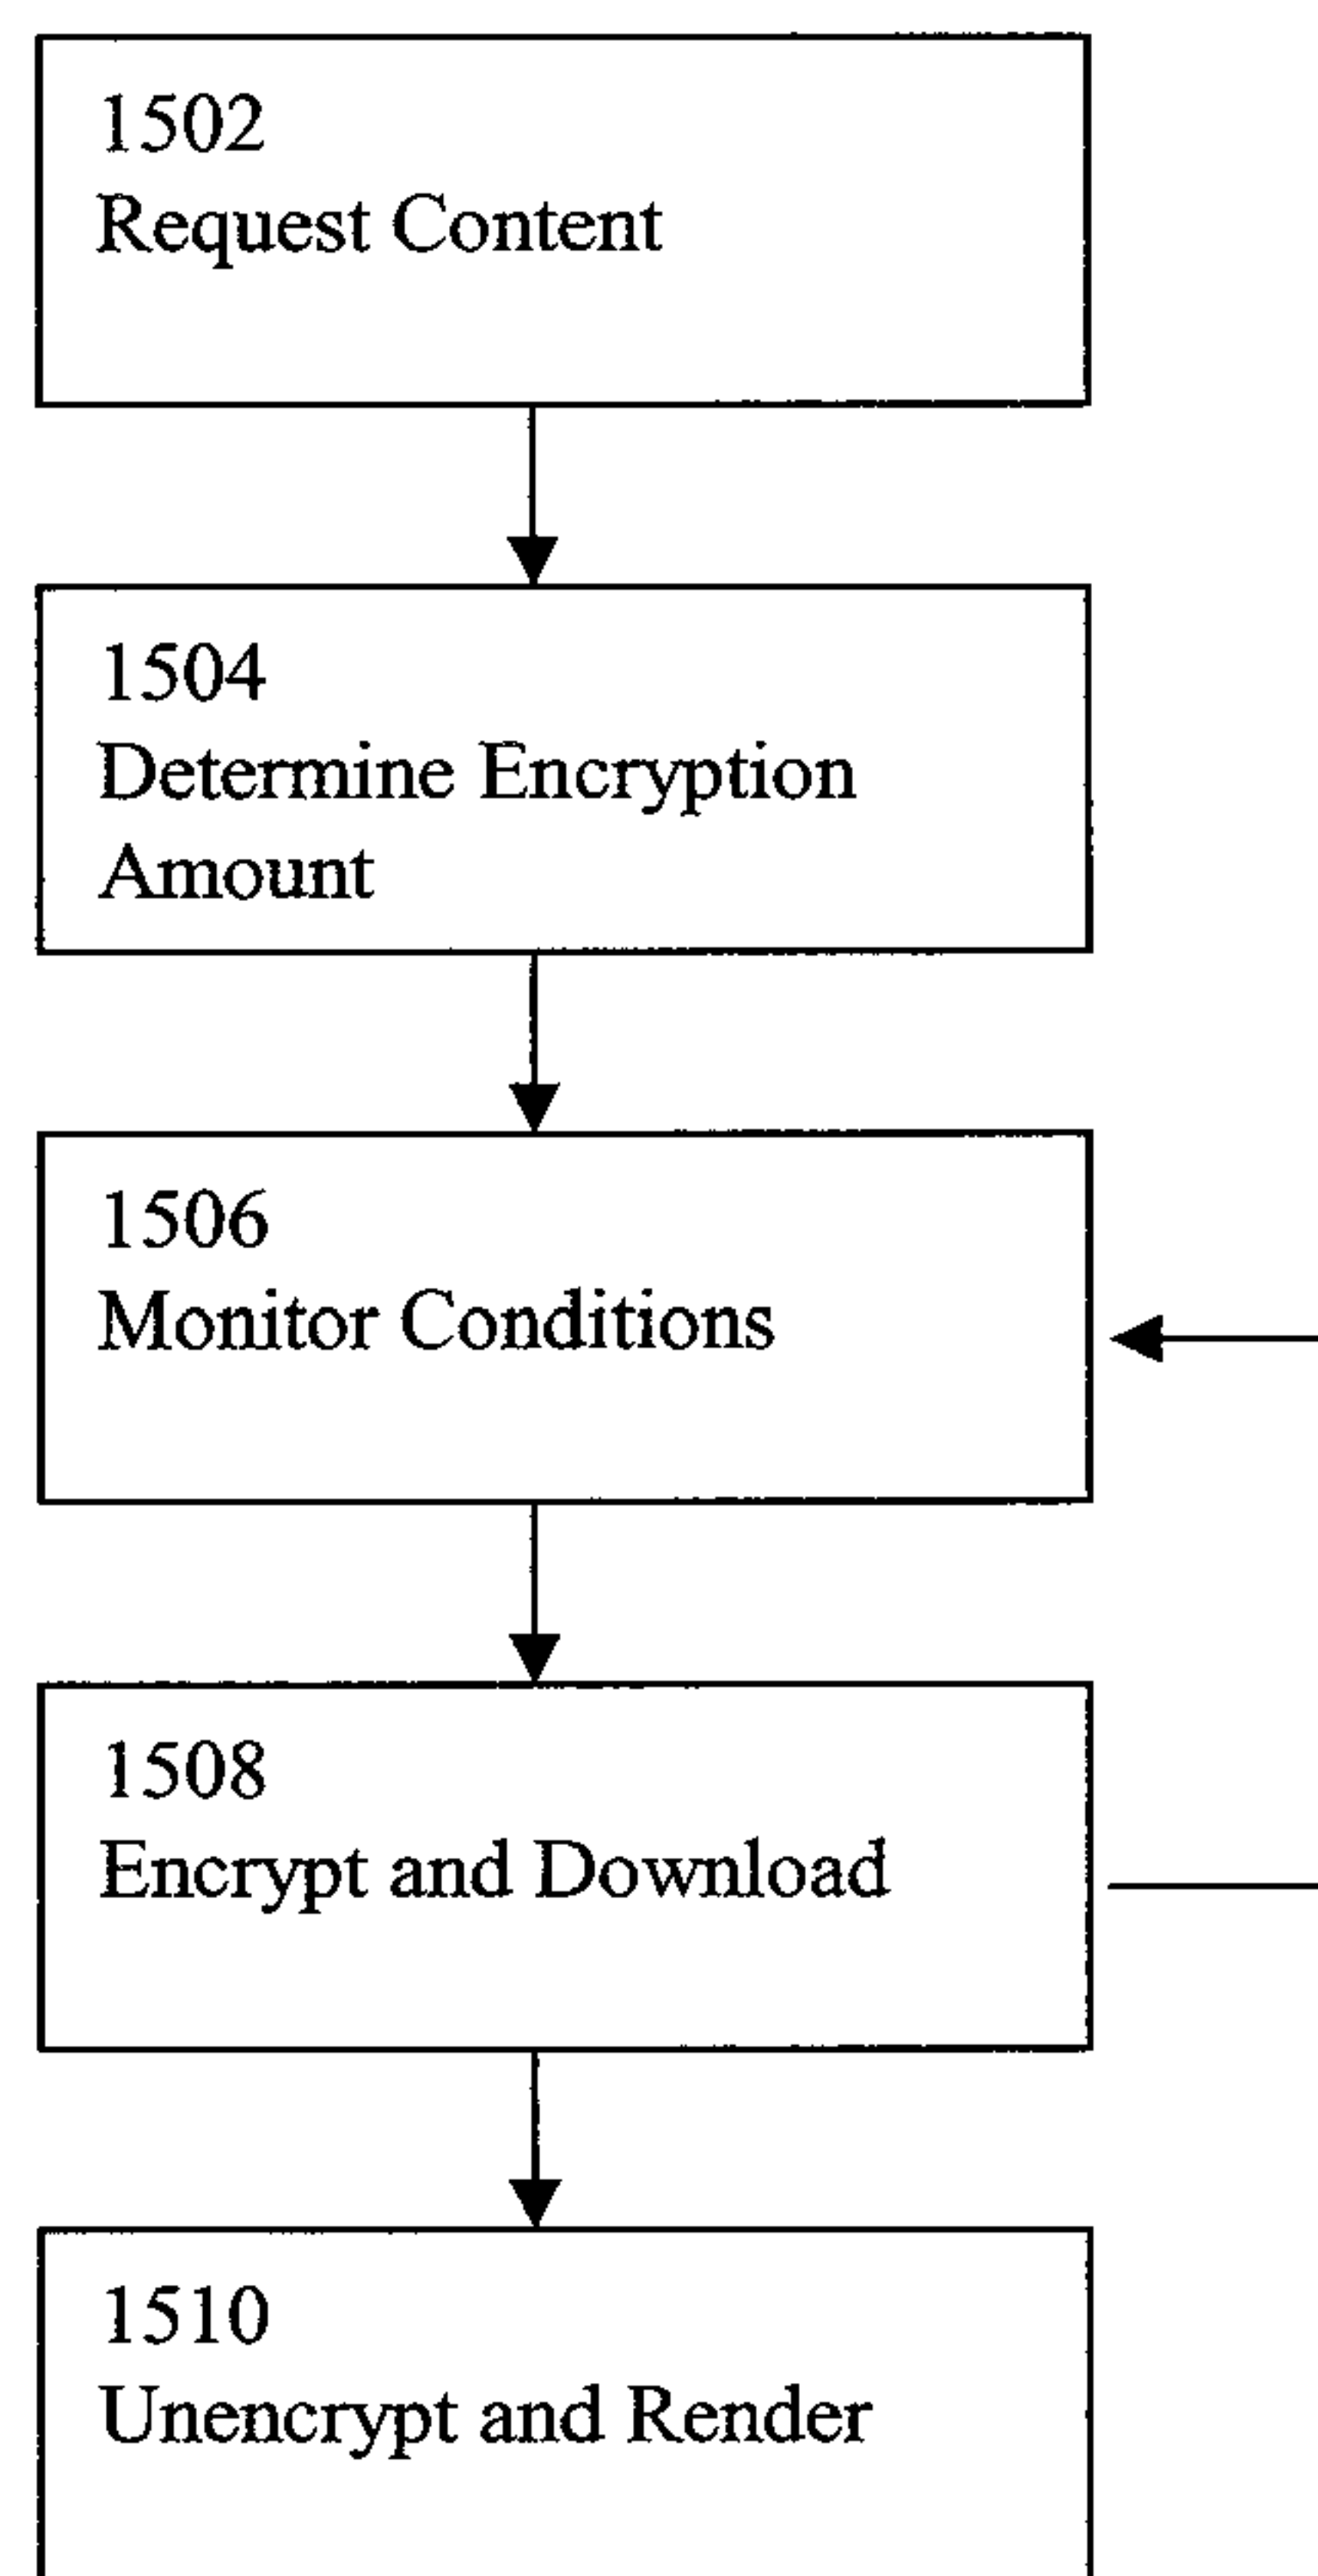 1502
Request Content
1504
Determine Encryption
Amount
1506
Monitor Conditions
1508
Encrypt and Download
1510
Unencrypt and Render